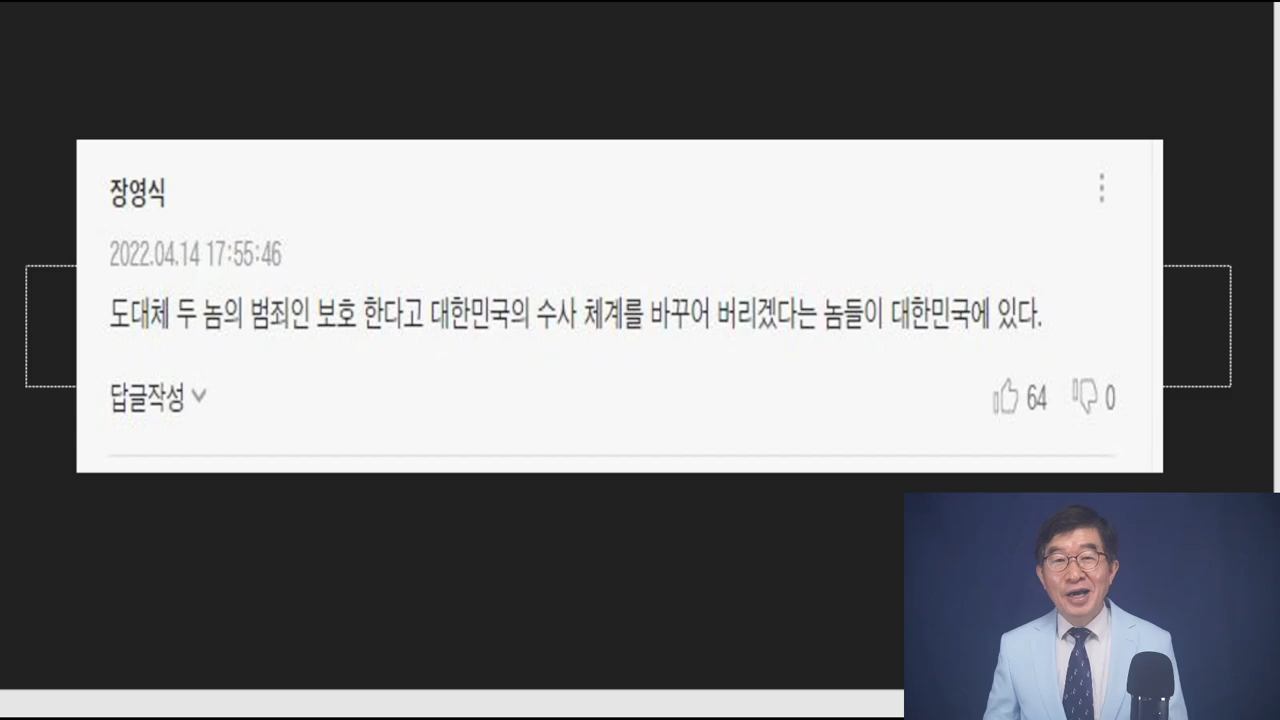 장영식
2022.04.14 17:55:46
도대체 두 놈의 범죄인 보호 한다고 대한민국의 수사 체계를 바꾸어 버리겠다는 놈들이 대한민국에 있다.
답글작성
64 0